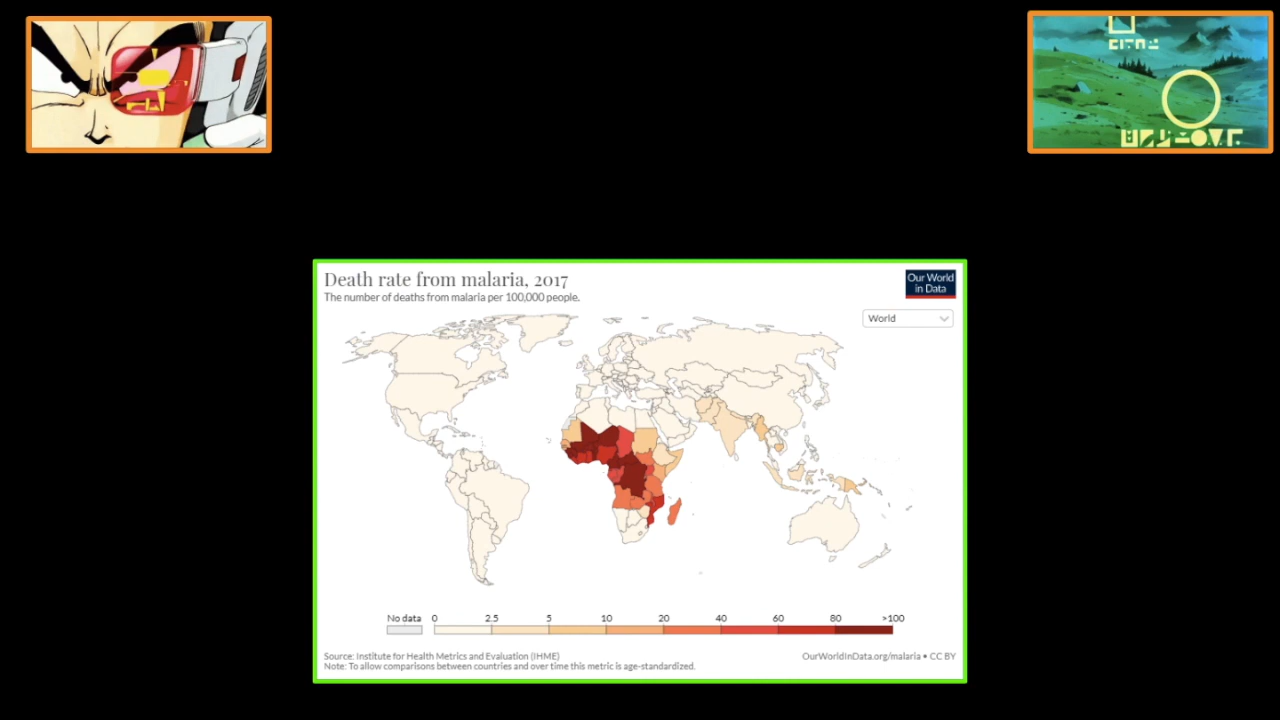 Death rate from malaria, 2017
The number of deaths from malaria per 100,000 people.
Our World
in Data
World
No data 0 2.5 5 10 20 40 60 80 >100
Source: Institute for Health Metrics and Evaluation (IHME)
OurWorldInData.org/malaria • CC BY
Note: To allow comparisons between countries and over time this metric is age-standardized.